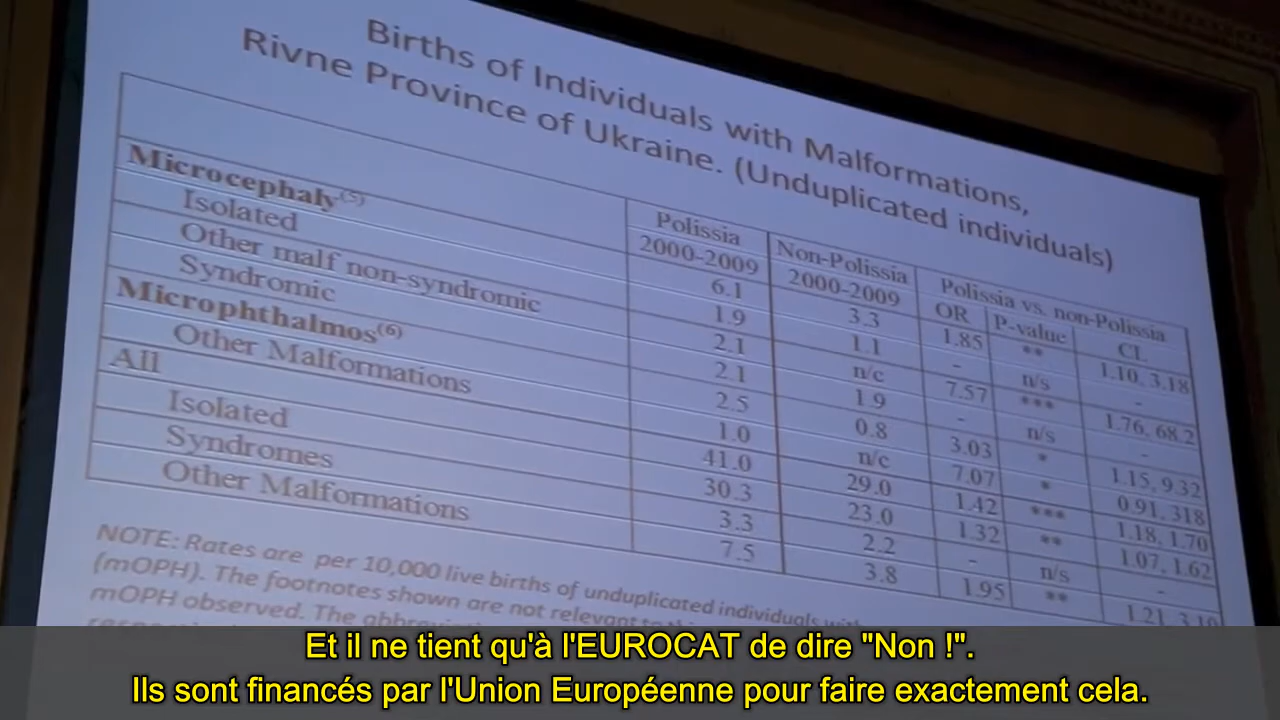 Births of Individuals with Malformations,
Rivne Province of Ukraine. (Unduplicated individuals)
Polissia Non-Polissia Polissia vs. non-Polissia
2000-2009 2000-2009 OR P-value CL
Microcephaly(5) 6.1 3.3 1.85 ** 1.10, 3.18
Isolated 1.9 1.1 - n/s -
Other malf non-syndromic 2.1 n/c 7.57 *** 1.76, 68.2
Syndromic 2.1 1.9 - n/s -
Microphthalmos(6) 2.5 0.8 3.03 * 1.15, 9.32
Other Malformations 1.0 n/c 7.07 * 0.91, 318
All 41.0 29.0 1.42 *** 1.18, 1.70
Isolated 30.3 23.0 1.32 ** 1.07, 1.62
Syndromes 3.3 2.2 - n/s -
Other Malformations 7.5 3.8 1.95 ** 1.21, 3.10
NOTE: Rates are per 10,000 live births of unduplicated individuals with
(mOPH). The footnotes shown are not relevant to
mOPH observed. The
Et il ne tient qu'à l'EUROCAT de dire "Non !".
Ils sont financés par l'Union Européenne pour faire exactement cela.